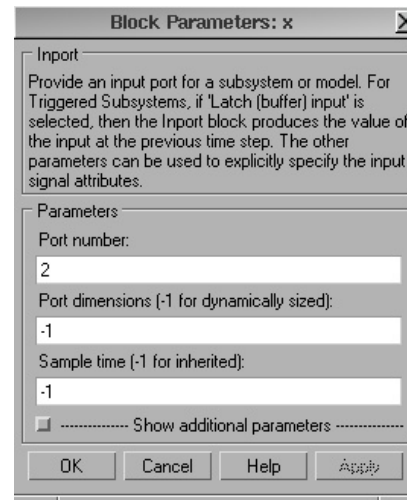 Block Parameters: x
Inport
Provide an input port for a subsystem or model. For
Triggered Subsystems, if 'Latch (buffer) input' is
selected, then the Inport block produces the value of
the input at the previous time step. The other
parameters can be used to explicitly specify the input
signal attributes.
Parameters
Port number:
2
Port dimensions (-1 for dynamically sized):
-1
Sample time (-1 for inherited):
-1
-------------- Show additional parameters --------------
OK Cancel Help Apply